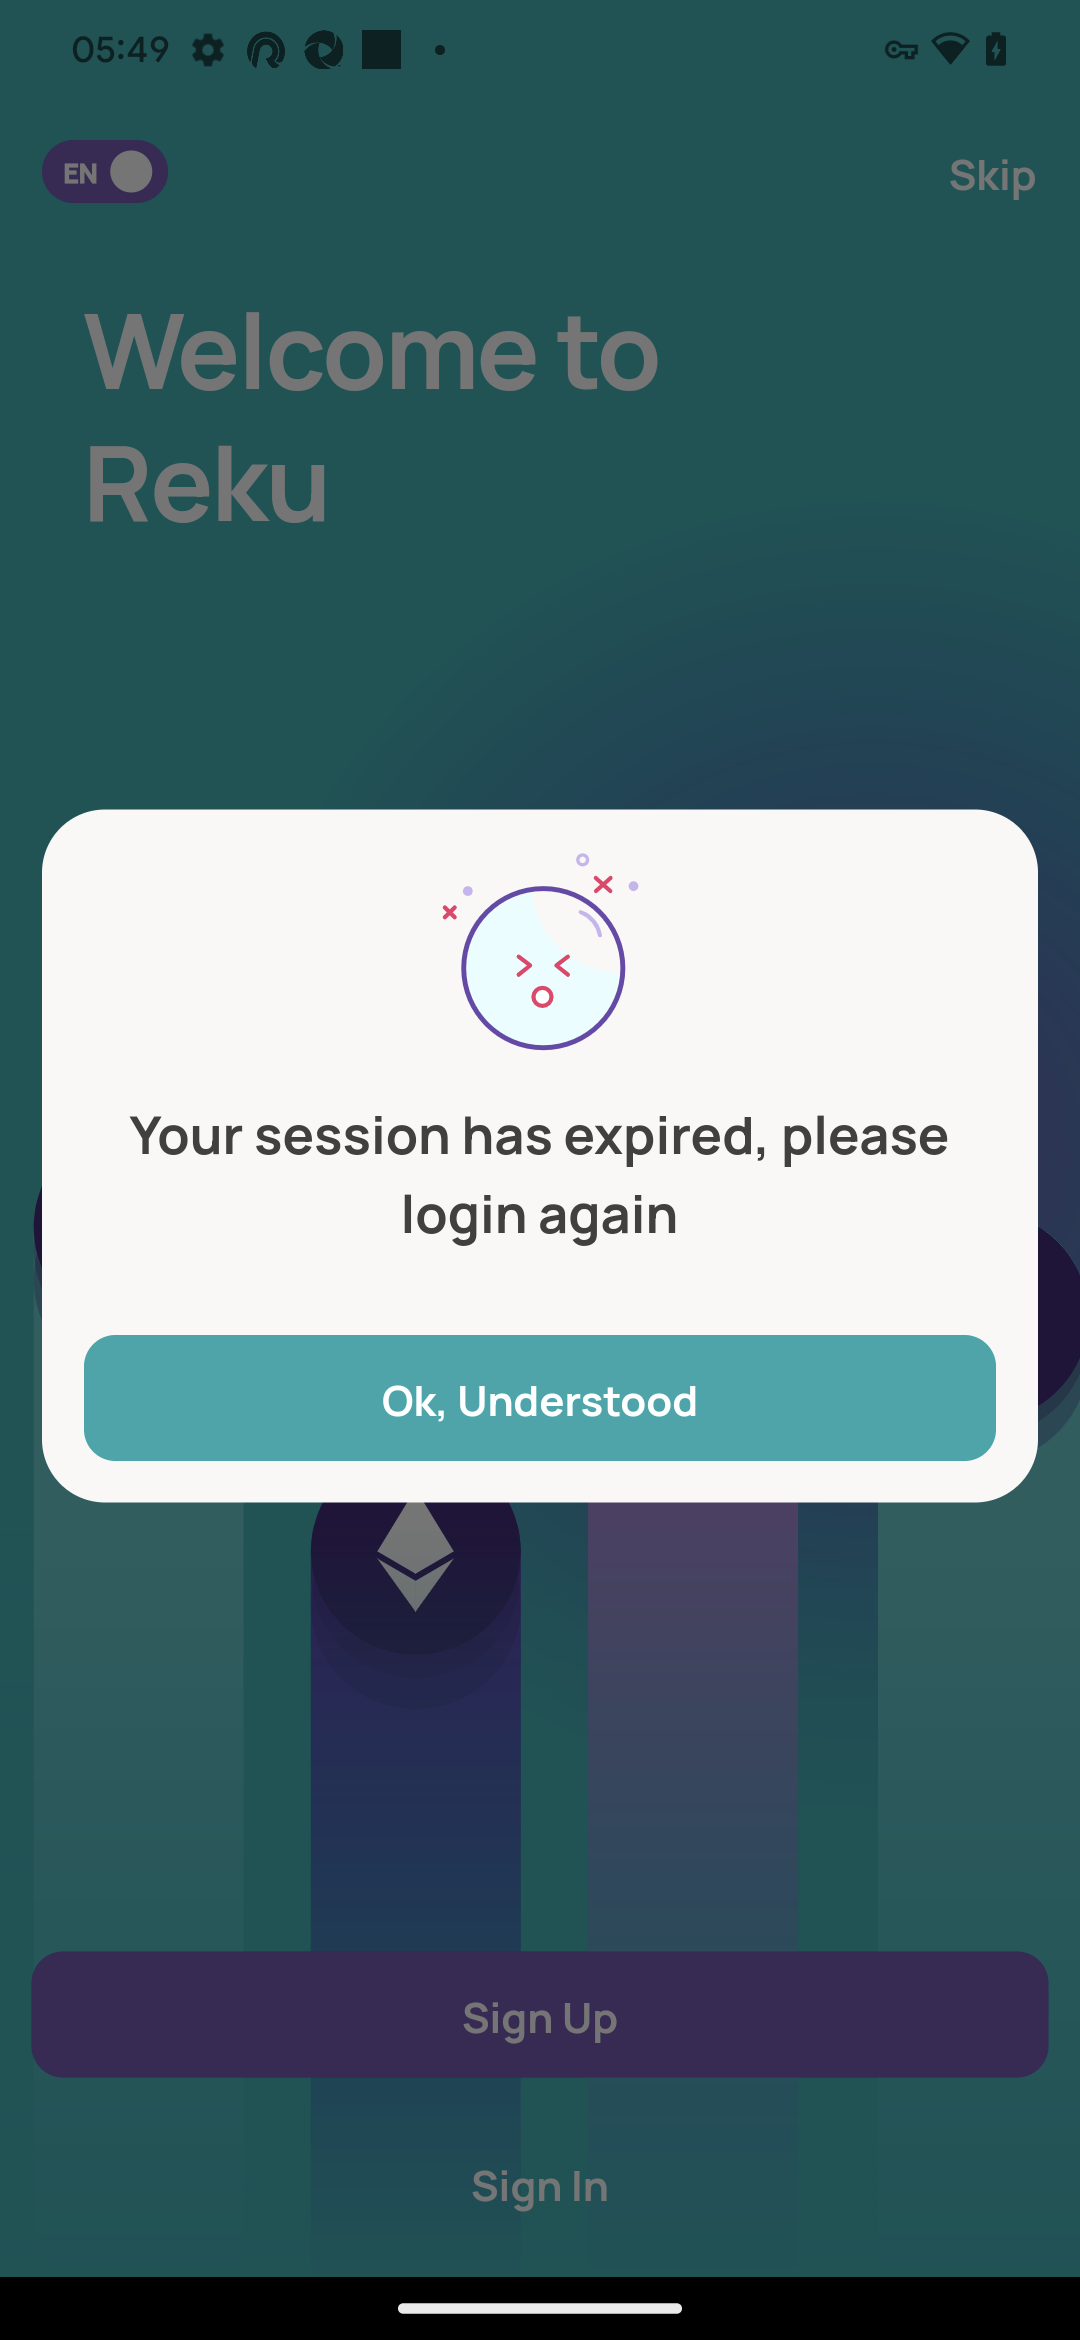 05:49
EN
Skip
Welcome to
Reku
Your session has expired, please
login again
Ok, Understood
Sign Up
Sign In